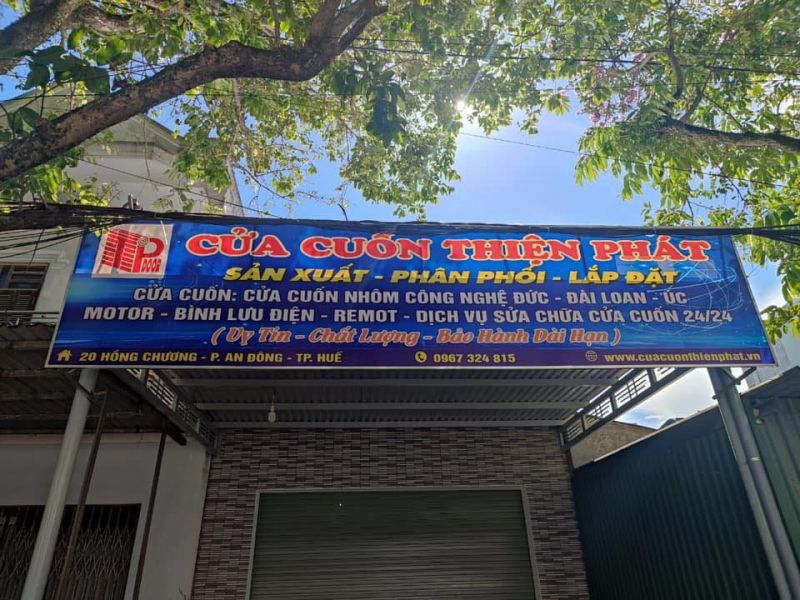 TP DOOR
CỬA CUỐN THIỆN PHÁT
SẢN XUẤT - PHÂN PHỐI - LẮP ĐẶT
CỬA CUỐN: CỬA CUỐN NHÔM CÔNG NGHỆ ĐỨC - ĐÀI LOAN - ÚC
MOTOR - BÌNH LƯU ĐIỆN - REMOT - DỊCH VỤ SỬA CHỮA CỬA CUỐN 24/24
( Uy Tín - Chất Lượng - Bảo Hành Dài Hạn )
20 HỒNG CHƯƠNG - P. AN ĐÔNG - TP. HUẾ 0967 324 815 www.cuacuonthienphat.vn